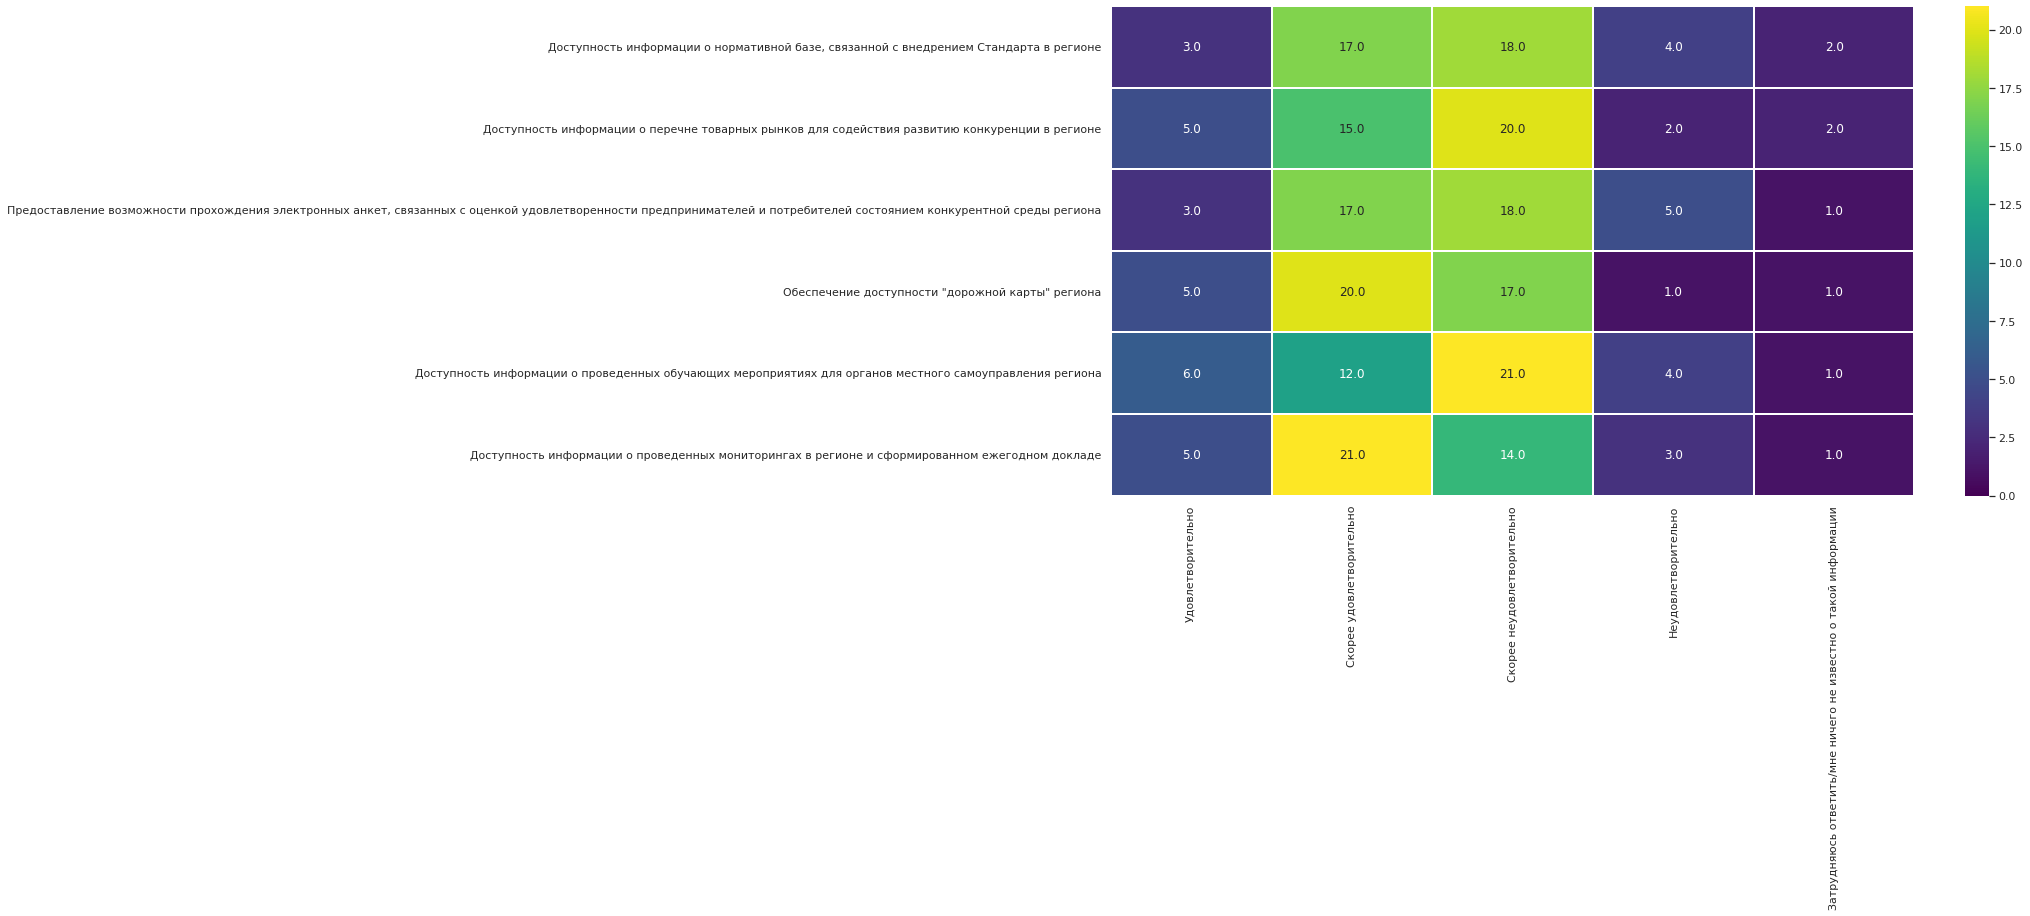 Доступность информации о нормативной базе, связанной с внедрением Стандарта в регионе
3.0 17.0 18.0 4.0 2.0
Доступность информации о перечне товарных рынков для содействия развитию конкуренции в регионе
5.0 15.0 20.0 2.0 2.0
Предоставление возможности прохождения электронных анкет, связанных с оценкой удовлетворенности предпринимателей и потребителей состоянием конкурентной среды региона
3.0 17.0 18.0 5.0 1.0
Обеспечение доступности "дорожной карты" региона
5.0 20.0 17.0 1.0 1.0
Доступность информации о проведенных обучающих мероприятиях для органов местного самоуправления региона
6.0 12.0 21.0 4.0 1.0
Доступность информации о проведенных мониторингах в регионе и сформированном ежегодном докладе
5.0 21.0 14.0 3.0 1.0
Удовлетворительно
Скорее удовлетворительно
Скорее неудовлетворительно
Неудовлетворительно
Затрудняюсь ответить/мне ничего не известно о такой информации
20.0
17.5
15.0
12.5
10.0
7.5
5.0
2.5
0.0